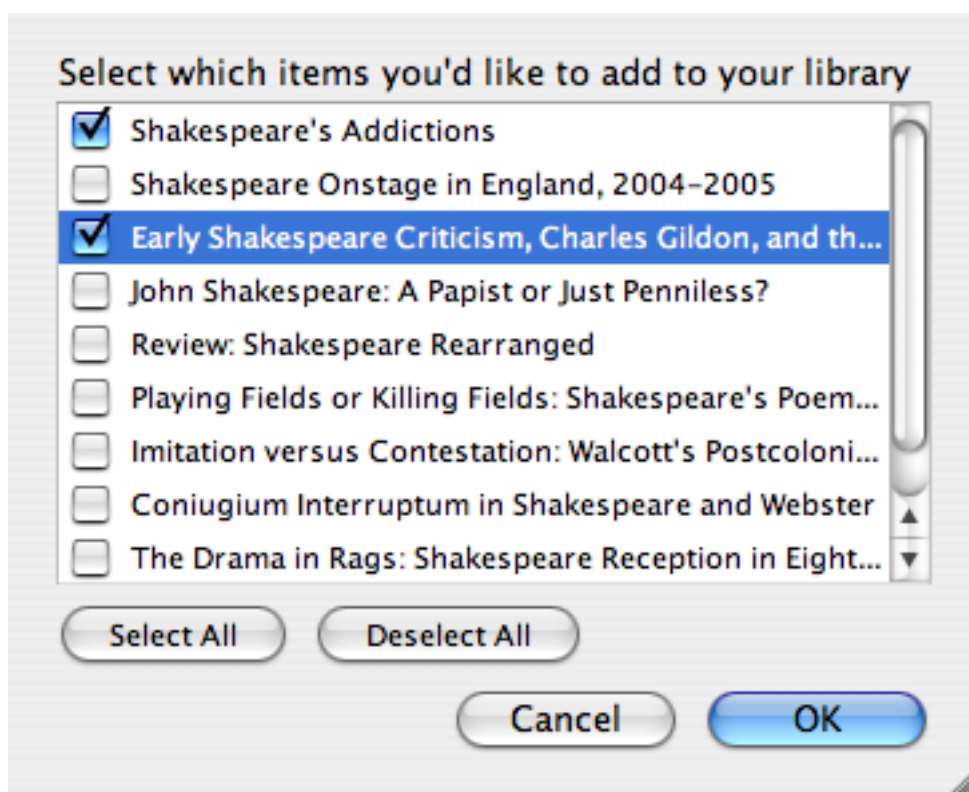 Select which items you'd like to add to your library
Shakespeare's Addictions
Shakespeare Onstage in England, 2004–2005
Early Shakespeare Criticism, Charles Gildon, and th...
John Shakespeare: A Papist or Just Penniless?
Review: Shakespeare Rearranged
Playing Fields or Killing Fields: Shakespeare's Poem...
Imitation versus Contestation: Walcott's Postcoloni...
Coniugium Interruptum in Shakespeare and Webster
The Drama in Rags: Shakespeare Reception in Eight...
Select All Deselect All
Cancel OK